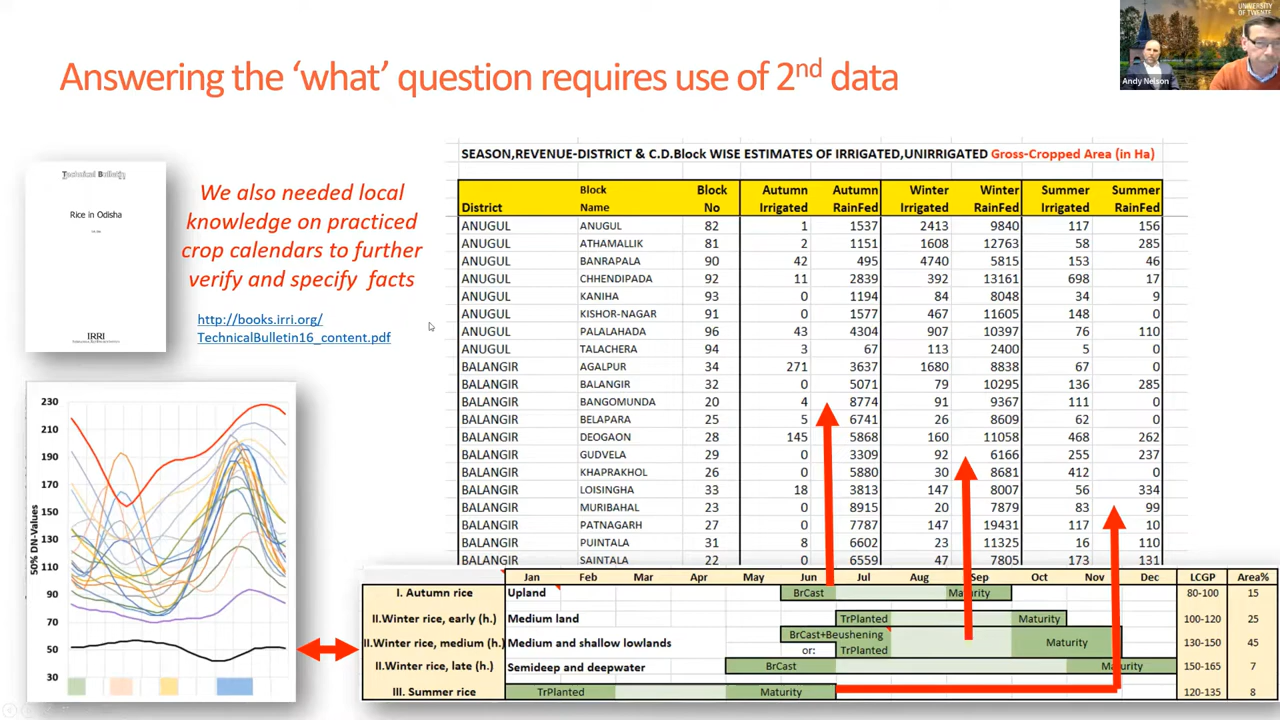 Answering the ‘what’ question requires use of 2nd data
UNIVERSITY
OF TWENTE
Andy Nelson
Technical Bulletin
Rice in Odisha
IRRI
We also needed local
knowledge on practiced
crop calendars to further
verify and specify facts
http://books.irri.org/
TechnicalBulletin16_content.pdf
SEASON,REVENUE-DISTRICT & C.D.Block WISE ESTIMATES OF IRRIGATED,UNIRRIGATED Gross-Cropped Area (in Ha)
Block Block Autumn Autumn Winter Winter Summer Summer
District Name No Irrigated RainFed Irrigated RainFed Irrigated RainFed
ANUGUL ANUGUL 82 1 1537 2413 9840 117 156
ANUGUL ATHAMALLIK 81 2 1151 1608 12763 58 285
ANUGUL BANRAPALA 90 42 495 4740 5815 153 46
ANUGUL CHHENDIPADA 92 11 2839 392 13161 698 17
ANUGUL KANIHA 93 0 1194 84 8048 34 9
ANUGUL KISHOR-NAGAR 91 0 1577 467 11605 148 0
ANUGUL PALALAHADA 96 43 4304 907 10397 76 110
ANUGUL TALACHERA 94 3 67 113 2400 5 0
BALANGIR AGALPUR 34 271 3637 1680 8838 67 0
BALANGIR BALANGIR 32 0 5071 79 10295 136 285
BALANGIR BANGOMUNDA 20 4 8774 91 9367 111 0
BALANGIR BELAPARA 25 5 6741 26 8609 62 0
BALANGIR DEOGAON 28 145 5868 160 11058 468 262
BALANGIR GUDVELA 29 0 3309 92 6166 255 237
BALANGIR KHAPRAKHOL 26 0 5880 30 8681 412 0
BALANGIR LOISINGHA 33 18 3813 147 8007 56 334
BALANGIR MURIBAHAL 23 0 8915 20 7879 83 99
BALANGIR PATNAGARH 27 0 7787 147 19431 117 10
BALANGIR PUINTALA 31 8 6602 23 11325 16 110
BALANGIR SAINTALA 22 0 6559 47 7808 173 131
50% DN-Values
230
210
190
170
150
130
110
90
70
50
30
Jan Feb Mar Apr May Jun Jul Aug Sep Oct Nov Dec LCGP Area%
I. Autumn rice Upland BrCast Maturity 80-100 15
II.Winter rice, early (h.) Medium land TrPlanted Maturity 100-120 25
II.Winter rice, medium (h.) Medium and shallow lowlands BrCast+Beushening or: TrPlanted Maturity 130-150 45
II.Winter rice, late (h.) Semideep and deepwater BrCast Maturity 150-165 7
III. Summer rice TrPlanted Maturity 120-135 8